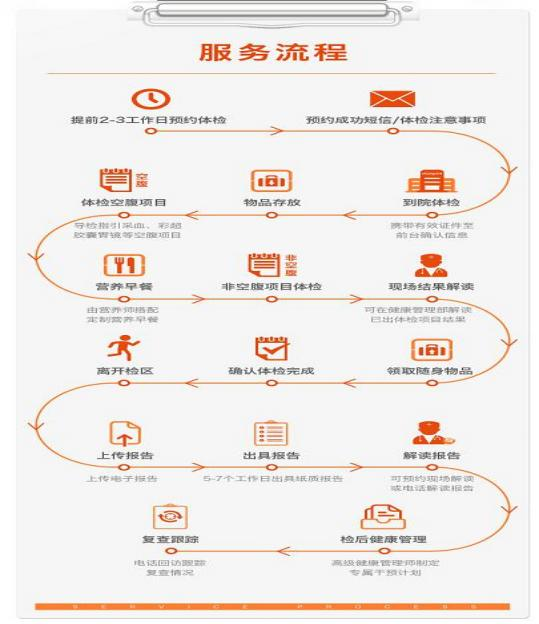 服务流程
提前2-3工作日预约体检
预约成功短信/体检注意事项
空腹
体检空腹项目
物品存放
到院体检
导检指引采血、彩超
胶囊胃镜等空腹项目
携带有效证件至
前台确认信息
非空腹
营养早餐
非空腹项目体检
现场结果解读
由营养师搭配
定制营养早餐
可在健康管理部解读
已出体检项目结果
离开检区
确认体检完成
领取随身物品
上传报告
出具报告
解读报告
上传电子报告
5-7个工作日出具纸质报告
可预约现场解读
或电话解读报告
复查跟踪
检后健康管理
电话回访跟踪
复查情况
高级健康管理师制定
专属干预计划
SERVICE PROCESS